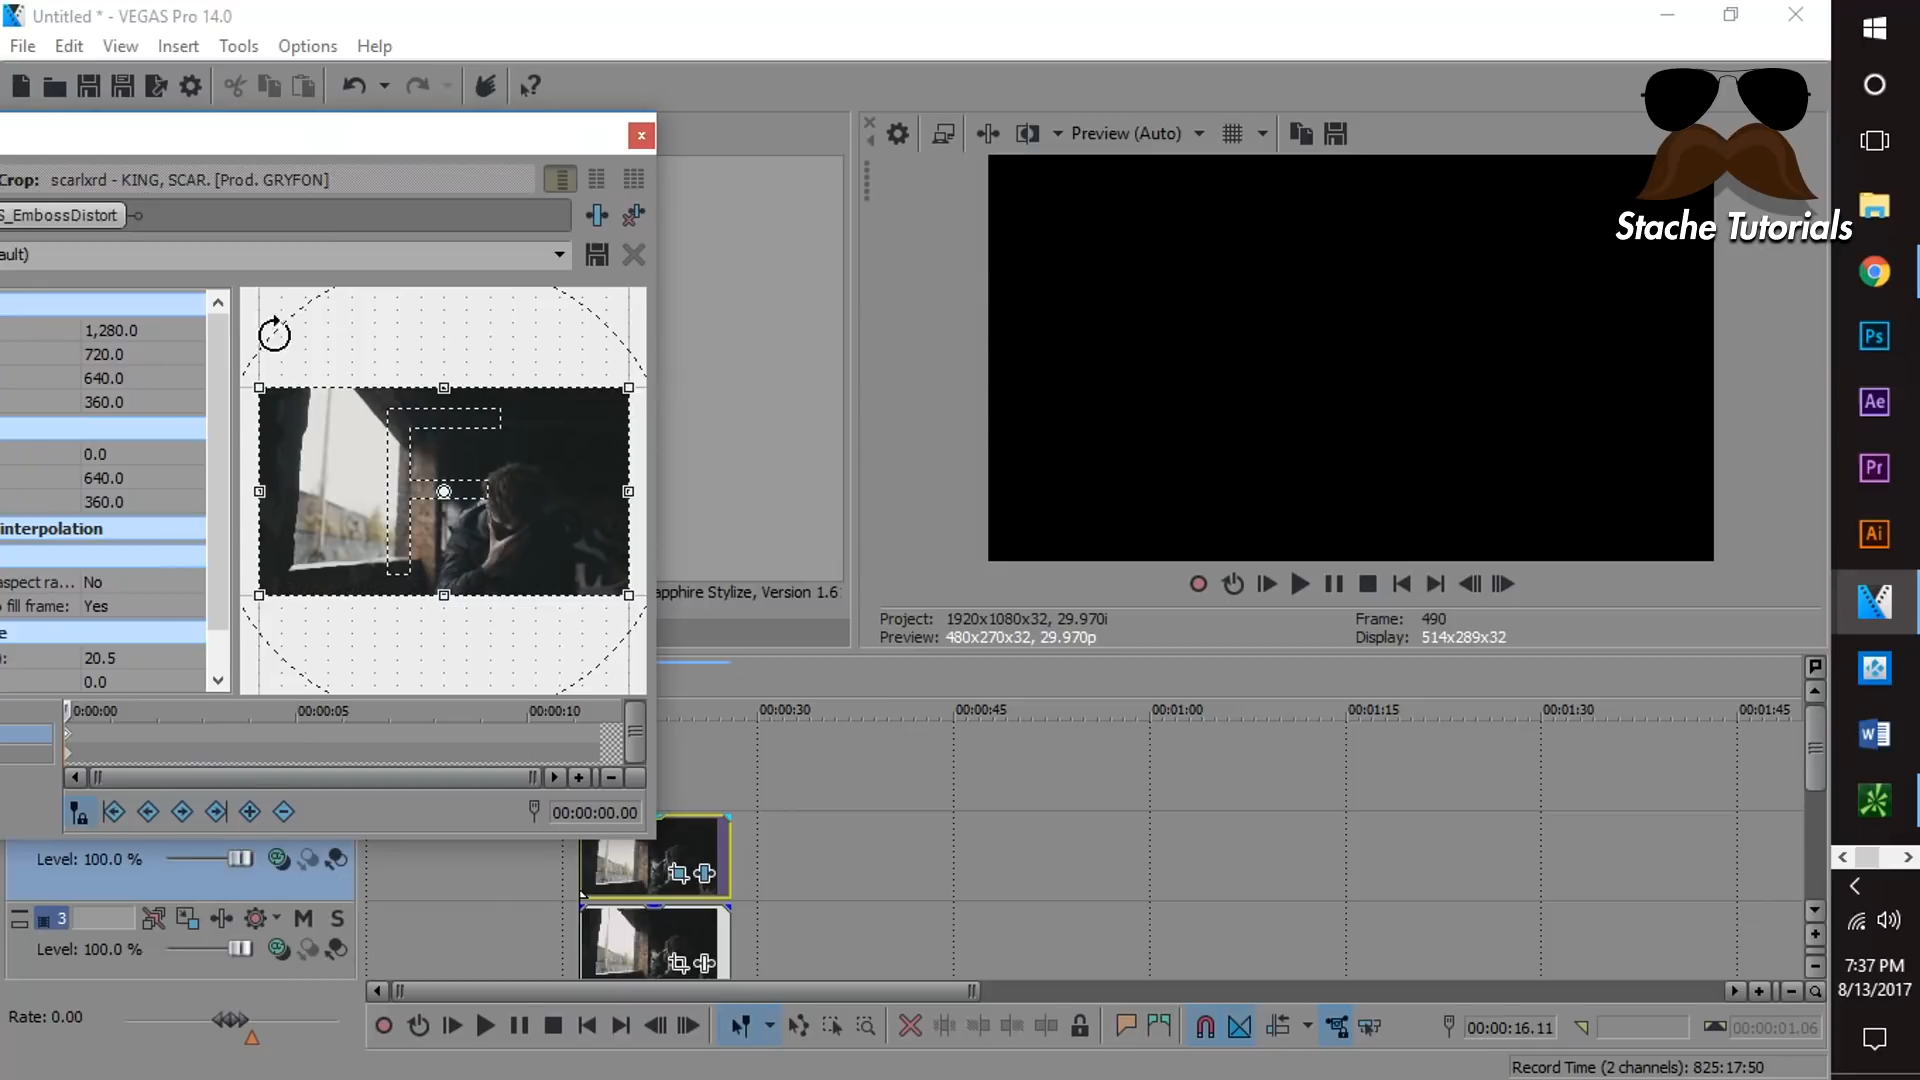 Untitled * - VEGAS Pro 14.0
File Edit View Insert Tools Options Help
Preview (Auto)
Stache Tutorials
Crop: scarlxrd - KING, SCAR. [Prod. GRYFON]
S_EmbossDistort
ault)
1,280.0
720.0
640.0
360.0
0.0
640.0
360.0
interpolation
aspect ra... No
o fill frame: Yes
e
): 20.5
0.0
apphire Stylize, Version 1.6
Project: 1920x1080x32, 29.970i
Frame: 490
Preview: 480x270x32, 29.970p
Display: 514x289x32
0:00:00 00:00:05 00:00:10
00:00:30 00:00:45 00:01:00 00:01:15 00:01:30 00:01:45
00:00:00.00
Level: 100.0 %
3 M S
Level: 100.0 %
Rate: 0.00
00:00:16.11
00:00:01.06
Record Time (2 channels): 825:17:50
Ps
Ae
Pr
Ai
W
7:37 PM
8/13/2017